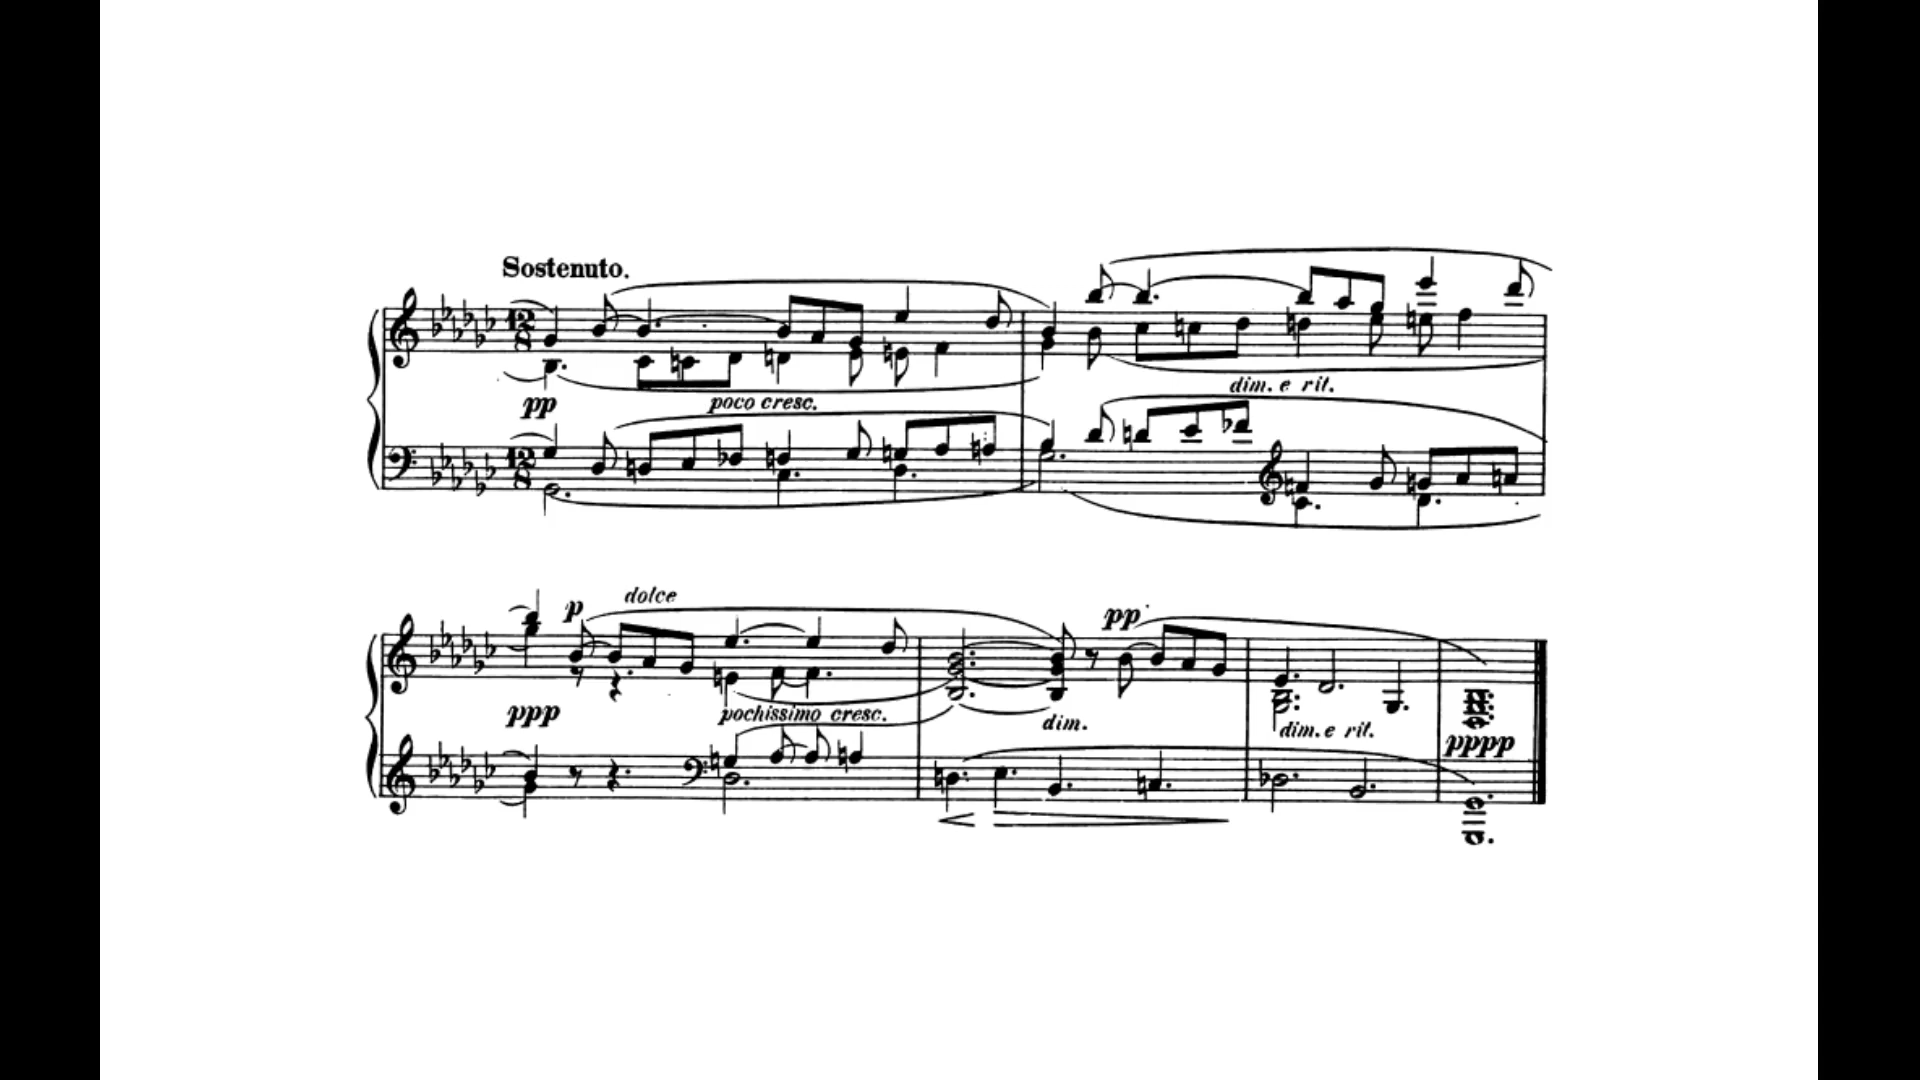 Sostenuto.
12 8
pp
poco cresc.
dim. e rit.
12 8
p dolce
ppp
pochissimo cresc.
dim.
pp
dim. e rit.
pppp